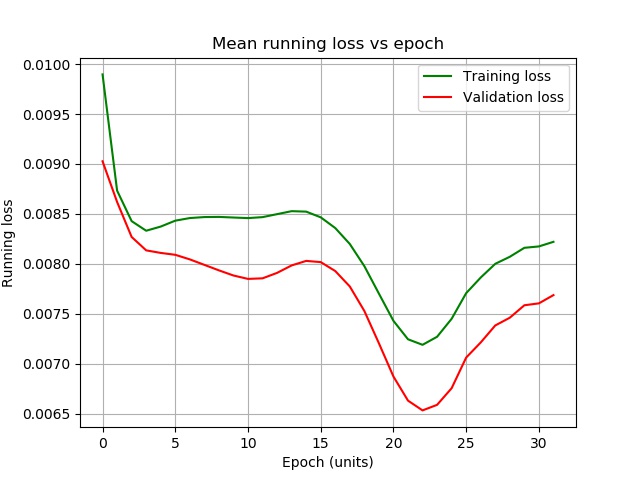 Mean running loss vs epoch
Training loss
Validation loss
0.0100
0.0095
0.0090
0.0085
0.0080
0.0075
0.0070
0.0065
Running loss
0 5 10 15 20 25 30
Epoch (units)